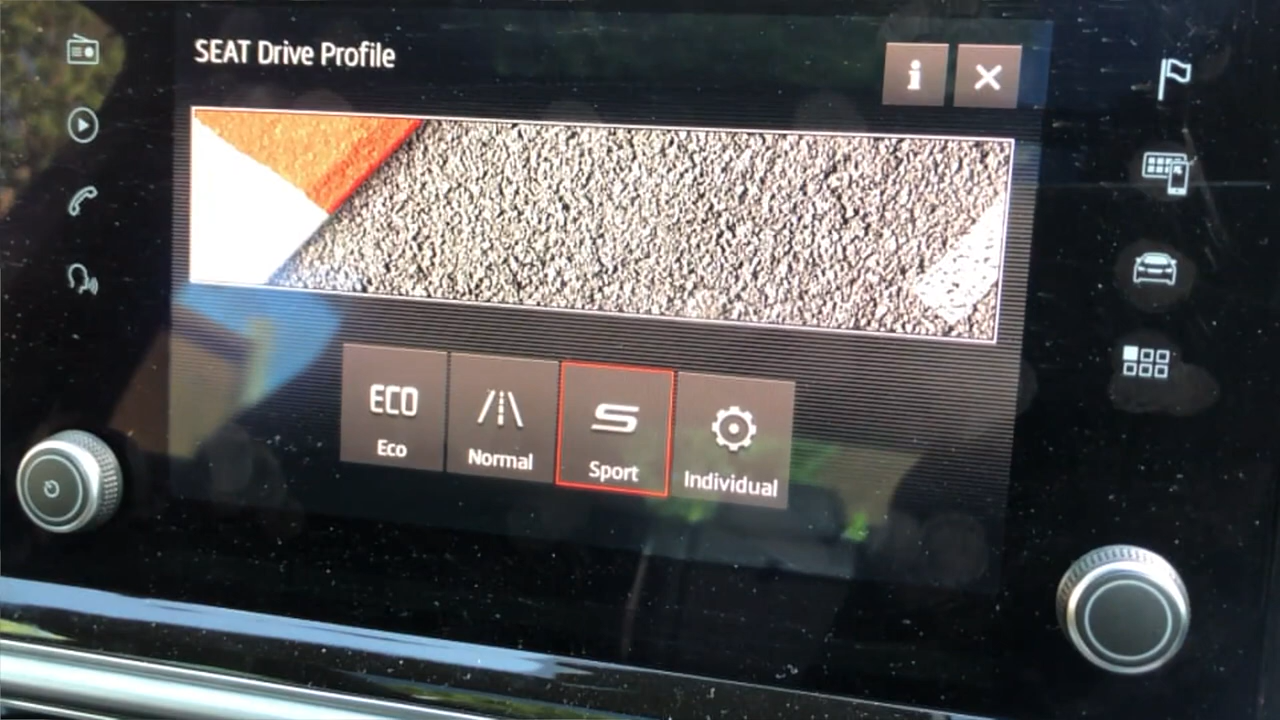 SEAT Drive Profile
i
ECO
Eco
Normal
S
Sport
Individual